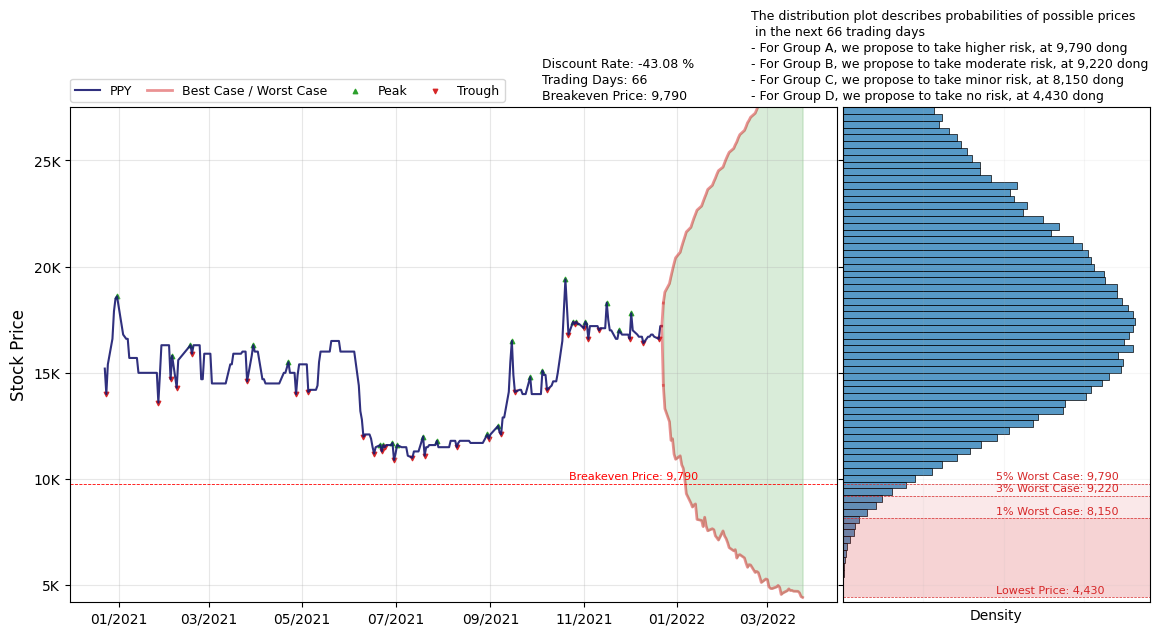 The distribution plot describes probabilities of possible prices
in the next 66 trading days
- For Group A, we propose to take higher risk, at 9,790 dong
- For Group B, we propose to take moderate risk, at 9,220 dong
- For Group C, we propose to take minor risk, at 8,150 dong
- For Group D, we propose to take no risk, at 4,430 dong
Discount Rate: -43.08 %
Trading Days: 66
Breakeven Price: 9,790
PPY
Best Case / Worst Case
Peak
Trough
Stock Price
25K
20K
15K
10K
5K
Breakeven Price: 9,790
5% Worst Case: 9,790
3% Worst Case: 9,220
1% Worst Case: 8,150
Lowest Price: 4,430
01/2021
03/2021
05/2021
07/2021
09/2021
11/2021
01/2022
03/2022
Density